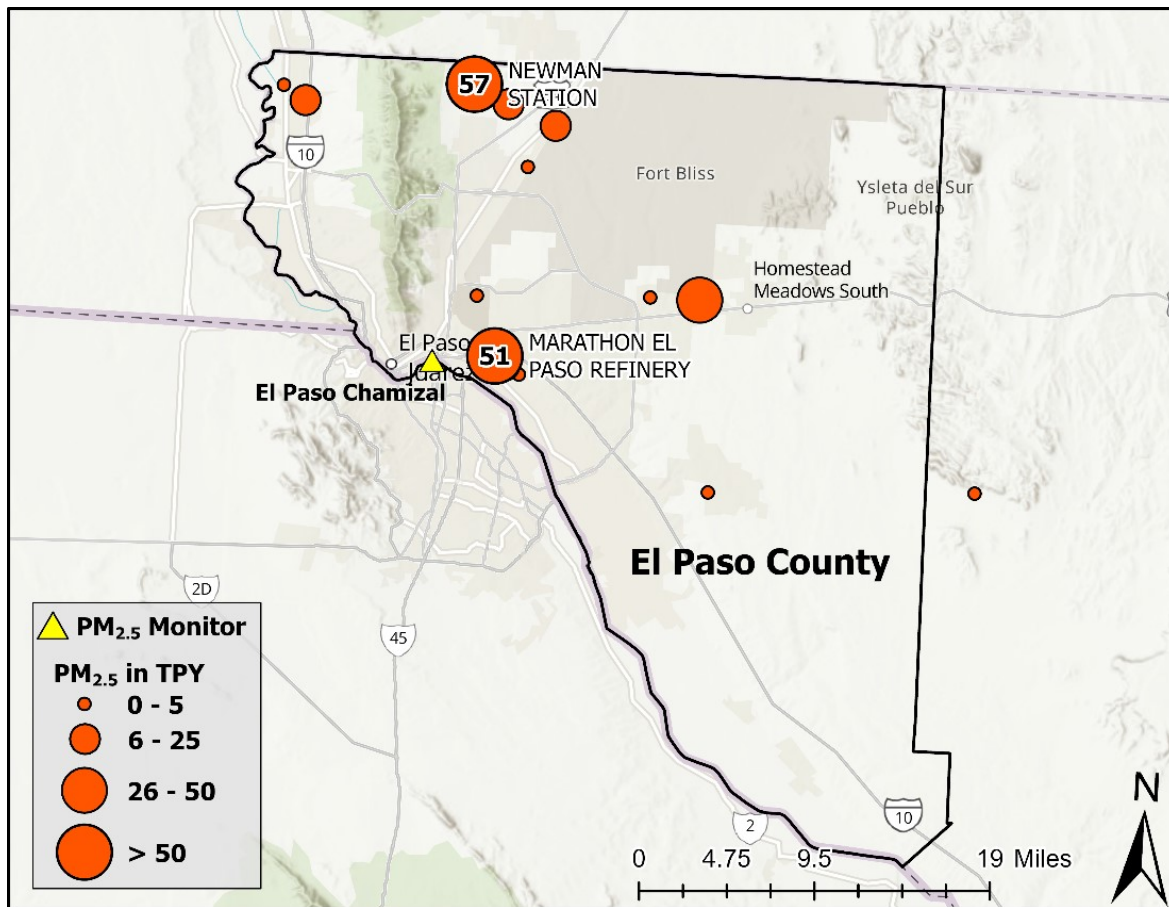 57
NEWMAN
STATION
10
Fort Bliss
Ysleta del Sur
Pueblo
Homestead
Meadows South
El Paso
Juárez
51
MARATHON EL
PASO REFINERY
El Paso Chamizal
El Paso County
2D
45
PM2.5 Monitor
PM2.5 in TPY
0 - 5
6 - 25
26 - 50
> 50
2
10
N
0 4.75 9.5 19 Miles